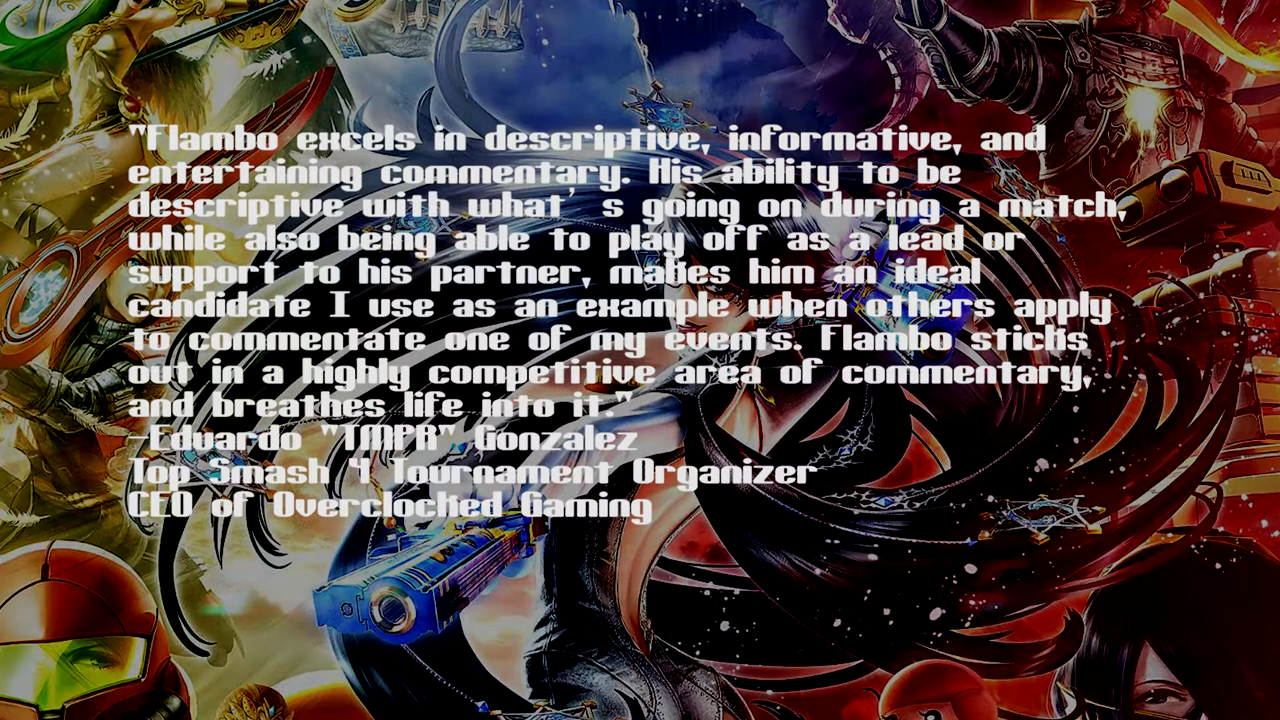 "Flambo excels in descriptive, informative, and
entertaining commentary. His ability to be
descriptive with what's going on during a match,
while also being able to play off as a lead or
support to his partner, makes him an ideal
candidate I use as an example when others apply
to commentate one of my events. Flambo sticks
out in a highly competitive area of commentary,
and breathes life into it."
-Eduardo "TMPR" Gonzalez
Top Smash 4 Tournament Organizer
CEO of Overclocked Gaming